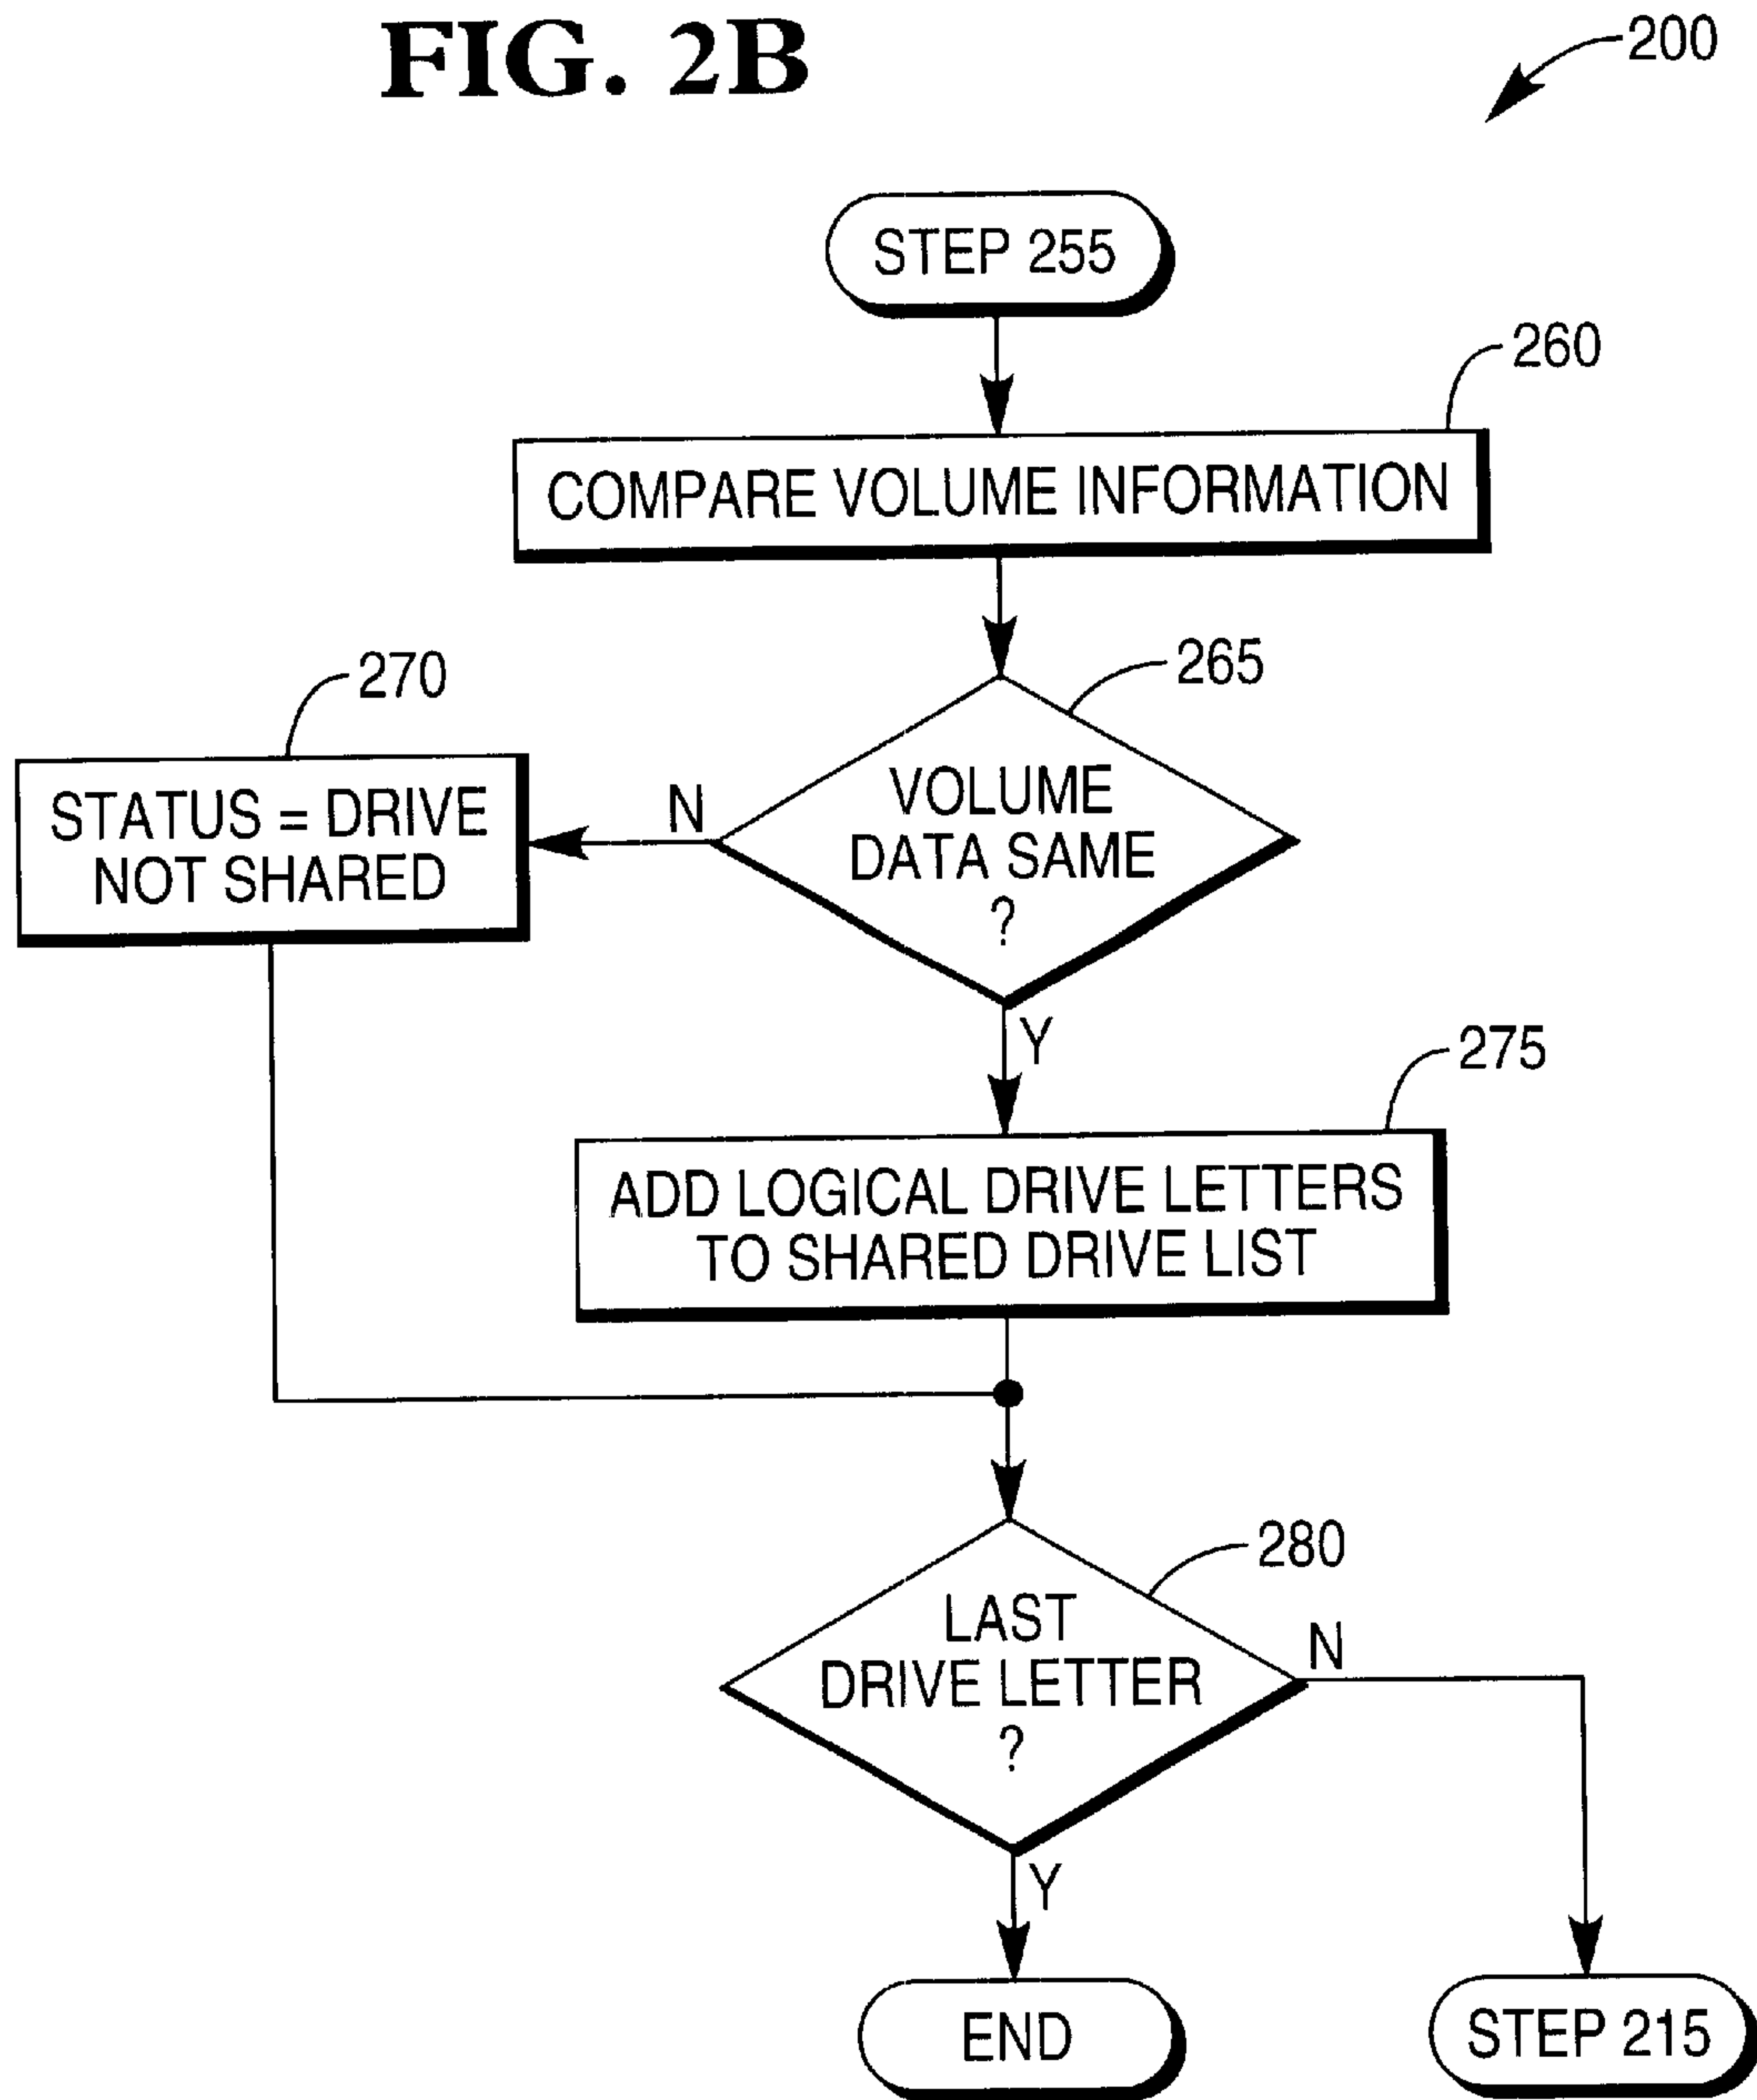 FIG. 2B
200
STEP 255
260
COMPARE VOLUME INFORMATION
265
270
VOLUME
DATA SAME
?
N
STATUS = DRIVE
NOT SHARED
Y
275
ADD LOGICAL DRIVE LETTERS
TO SHARED DRIVE LIST
280
LAST
DRIVE LETTER
?
N
Y
END
STEP 215